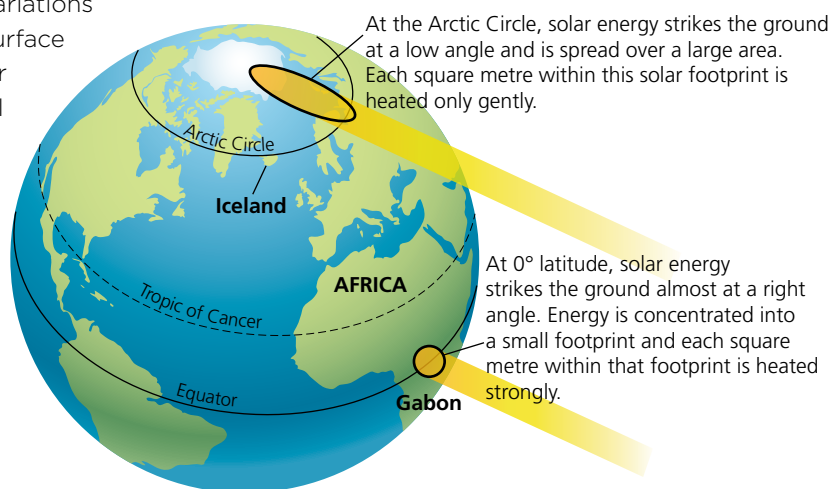 ariations
urface
r
At the Arctic Circle, solar energy strikes the ground
at a low angle and is spread over a large area.
Each square metre within this solar footprint is
heated only gently.
Arctic Circle
Iceland
AFRICA
Tropic of Cancer
At 0° latitude, solar energy
strikes the ground almost at a right
angle. Energy is concentrated into
a small footprint and each square
metre within that footprint is heated
strongly.
Equator
Gabon